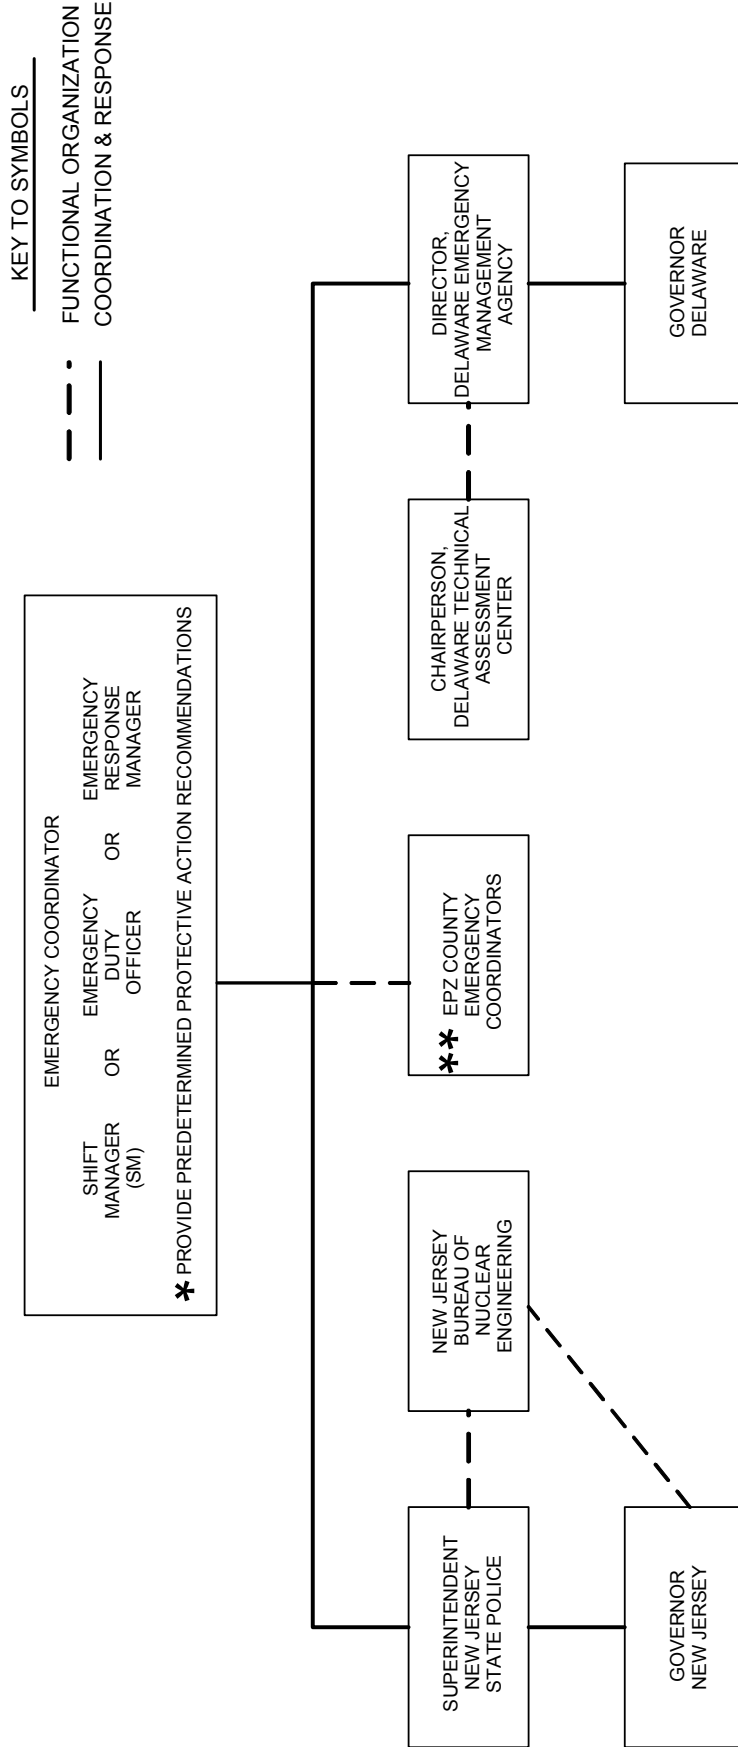 KEY TO SYMBOLS
FUNCTIONAL ORGANIZATION
COORDINATION & RESPONSE
EMERGENCY COORDINATOR
SHIFT
MANAGER
(SM)
OR
EMERGENCY
DUTY
OFFICER
OR
EMERGENCY
RESPONSE
MANAGER
* PROVIDE PREDETERMINED PROTECTIVE ACTION RECOMMENDATIONS
SUPERINTENDENT
NEW JERSEY
STATE POLICE
NEW JERSEY
BUREAU OF
NUCLEAR
ENGINEERING
** EPZ COUNTY
EMERGENCY
COORDINATORS
CHAIRPERSON,
DELAWARE TECHNICAL
ASSESSMENT
CENTER
DIRECTOR,
DELAWARE EMERGENCY
MANAGEMENT
AGENCY
GOVERNOR
NEW JERSEY
GOVERNOR
DELAWARE